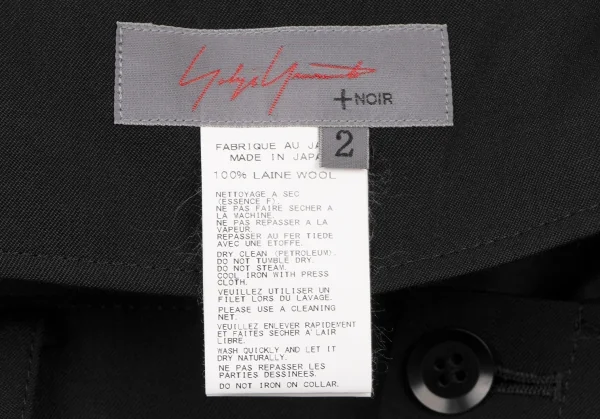 Yohji Yamamoto
+NOIR
2
FABRIQUE AU JA
MADE IN JAPA
100% LAINE WOOL
NETTOYAGE A SEC
(ESSENCE F).
NE PAS FAIRE SECHER A
LA MACHINE.
NE PAS REPASSER A LA
VAPEUR.
REPASSER AU FER TIEDE
AVEC UNE ETOFFE.
DRY CLEAN (PETROLEUM).
DO NOT TUMBLE DRY.
DO NOT STEAM.
COOL IRON WITH PRESS
CLOTH.
VEUILLEZ UTILISER UN
FILET LORS DU LAVAGE.
PLEASE USE A CLEANING
NET.
VEUILLEZ ENLEVER RAPIDEMENT
ET FAITES SECHER A L'AIR
LIBRE.
WASH QUICKLY AND LET IT
DRY NATURALLY.
NE PAS REPASSER LES
PARTIES DESSINEES.
DO NOT IRON ON COLLAR.